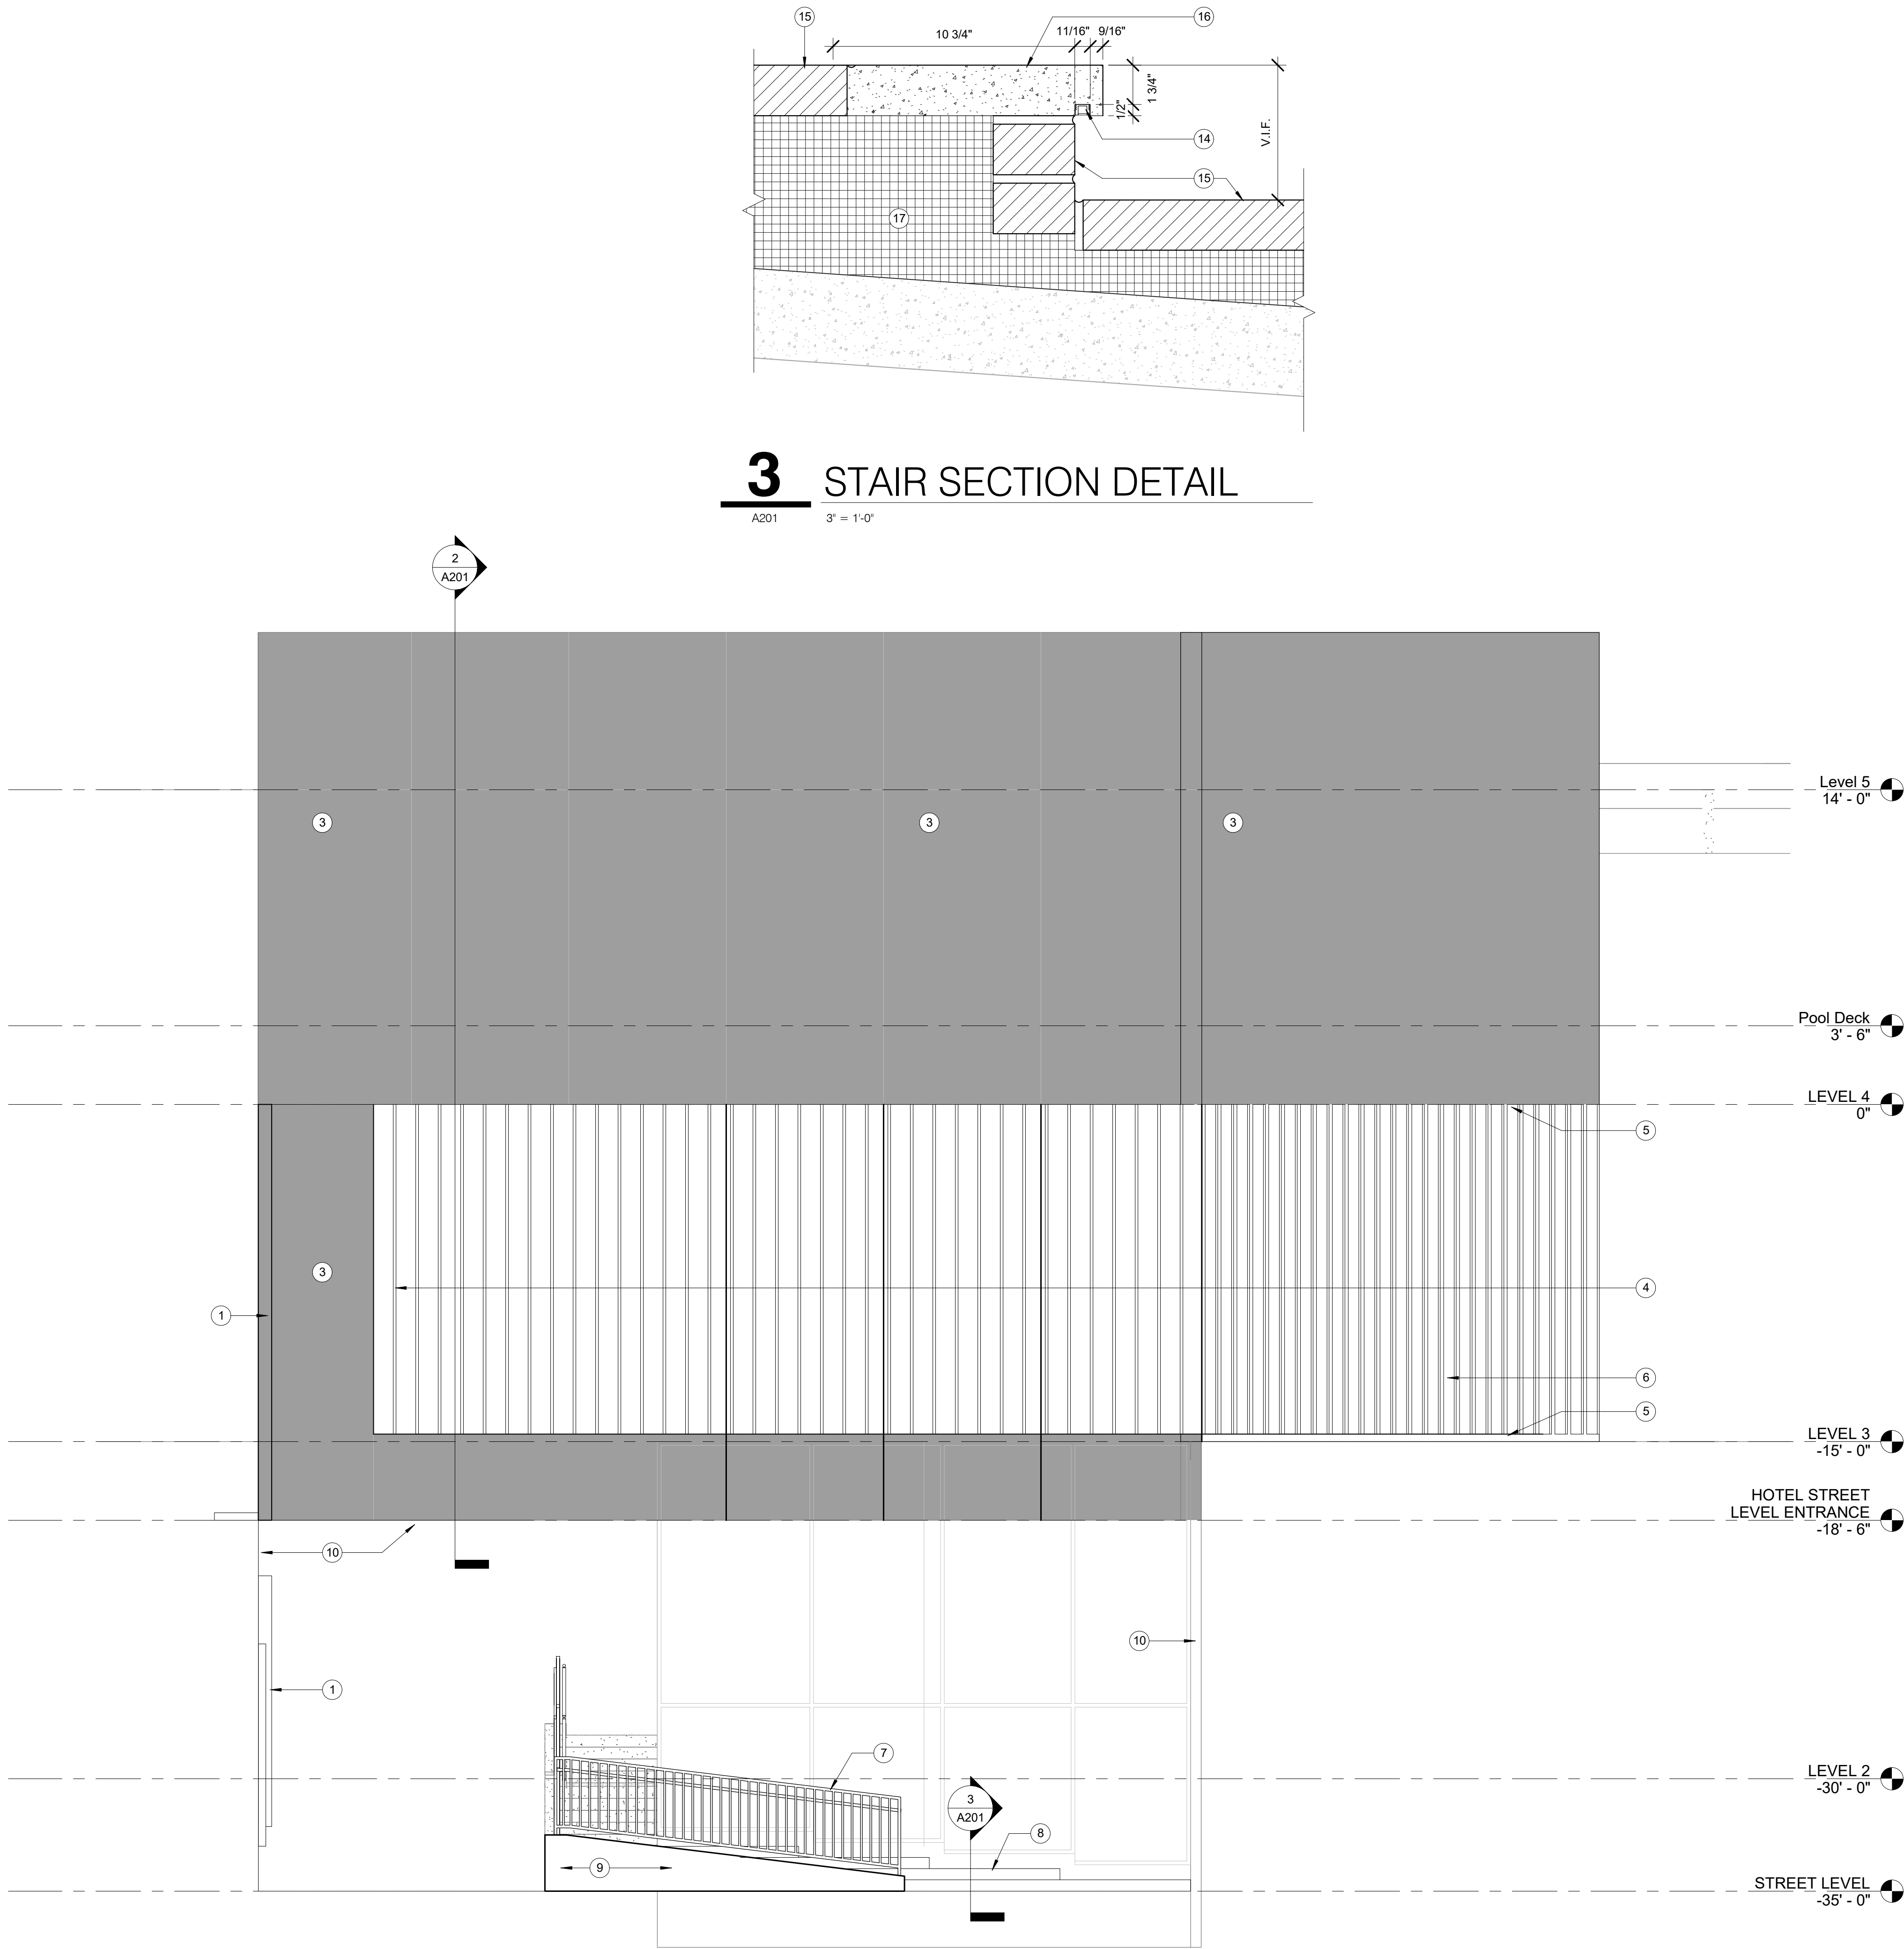 15
16
10 3/4"
11/16"
9/16"
1 3/4"
1/2"
V.I.F.
14
15
17
3 STAIR SECTION DETAIL
A201 3" = 1'-0"
2
A201
Level 5
14' - 0"
3
3
3
Pool Deck
3' - 6"
LEVEL 4
0"
5
3
4
1
6
5
LEVEL 3
-15' - 0"
HOTEL STREET
LEVEL ENTRANCE
-18' - 6"
10
10
1
7
LEVEL 2
-30' - 0"
3
A201
8
9
STREET LEVEL
-35' - 0"